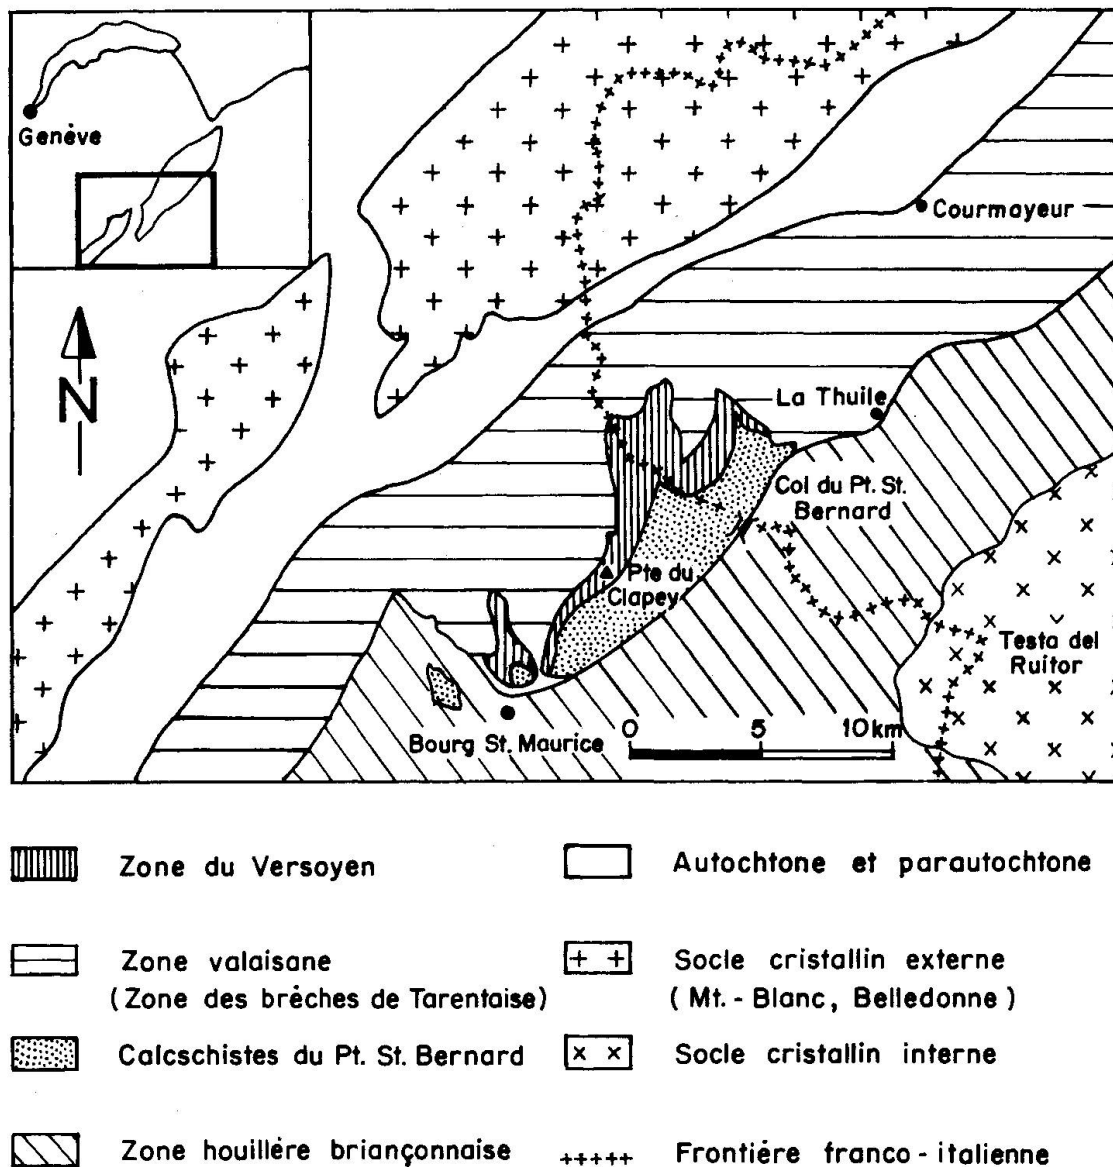 Genève
N
Courmayeur
La Thuile
Col du Pt. St.
Bernard
Pte du
Clapey
Testa del
Ruitor
Bourg St. Maurice
0 5 10 km
Zone du Versoyen
Autochtone et parautochtone
Zone valaisane
(Zone des brèches de Tarentaise)
Socle cristallin externe
(Mt.-Blanc, Belledonne)
Calcschistes du Pt. St. Bernard
Socle cristallin interne
Zone houillère briançonnaise
Frontière franco-italienne